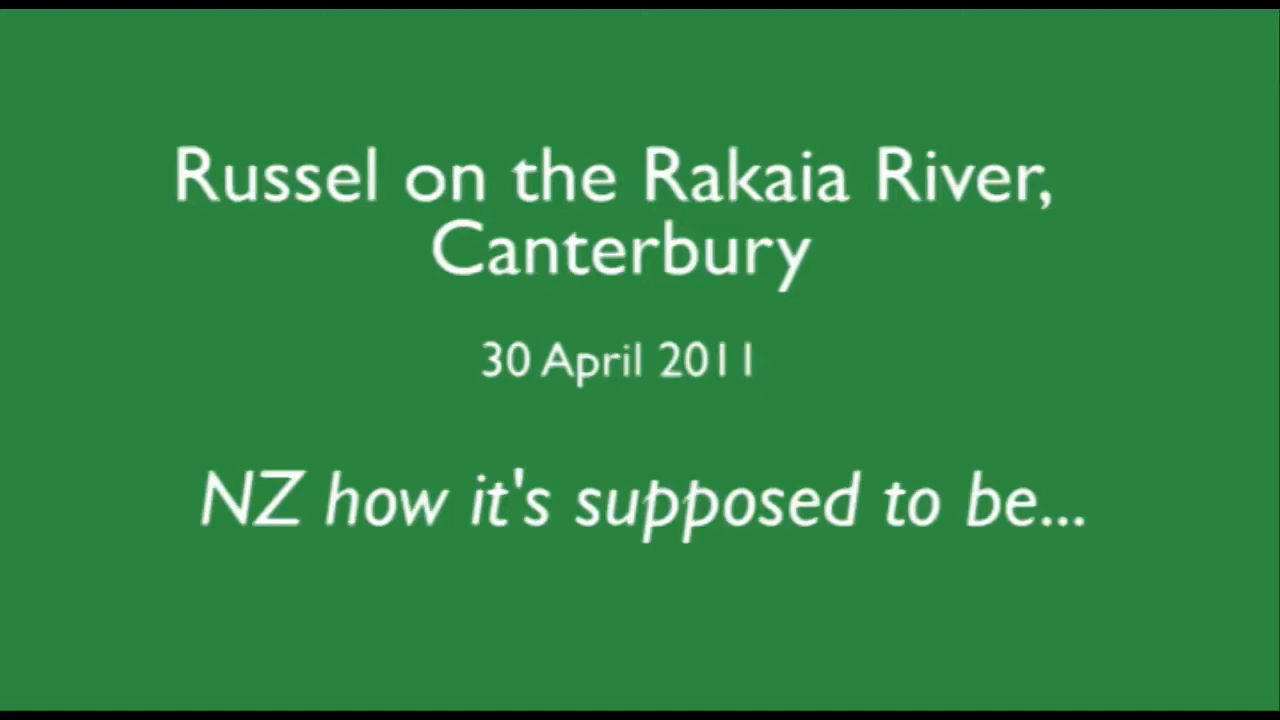 Russel on the Rakaia River,
Canterbury
30 April 2011
NZ how it's supposed to be...